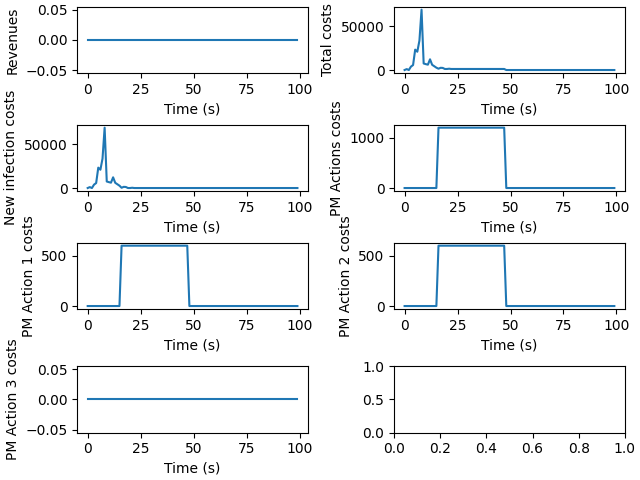 Revenues
0.05
0.00
−0.05
0 25 50 75 100
Time (s)
Total costs
50000
0
0 25 50 75 100
Time (s)
New infection costs
50000
0
0 25 50 75 100
Time (s)
PM Actions costs
1000
0
0 25 50 75 100
Time (s)
PM Action 1 costs
500
0
0 25 50 75 100
Time (s)
PM Action 2 costs
500
0
0 25 50 75 100
Time (s)
PM Action 3 costs
0.05
0.00
−0.05
0 25 50 75 100
Time (s)
1.0
0.5
0.0
0.0 0.2 0.4 0.6 0.8 1.0